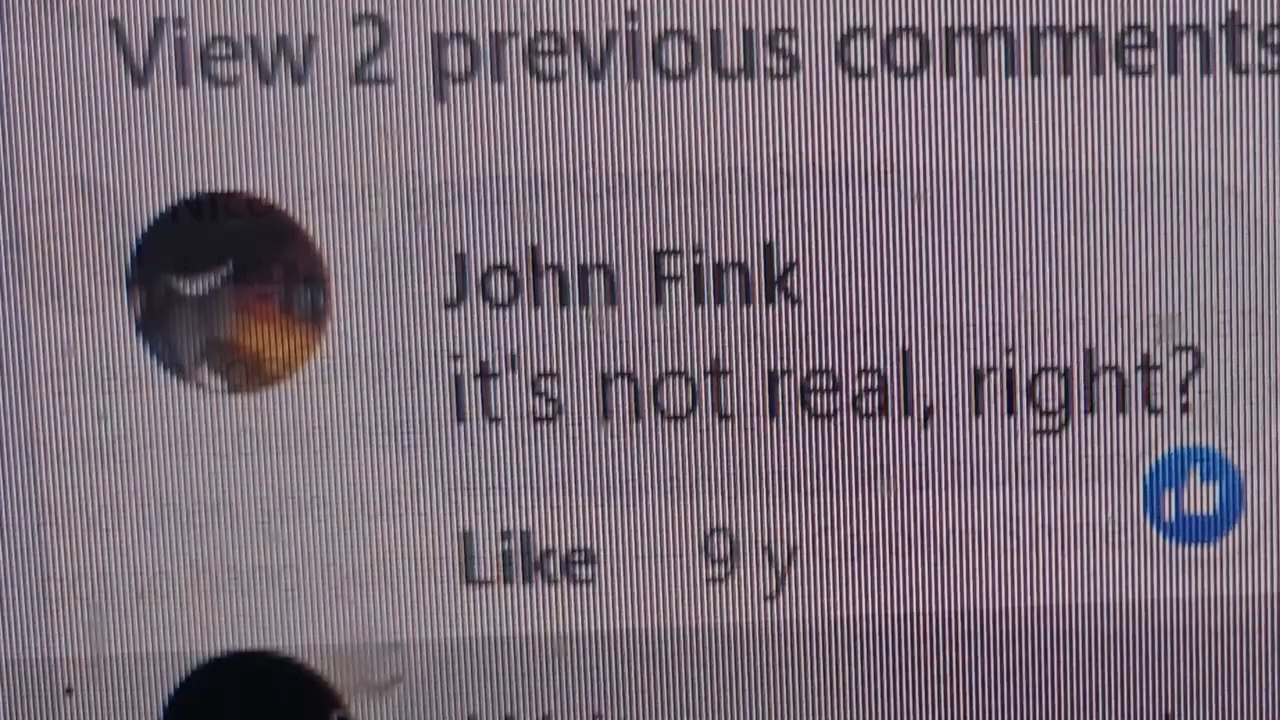 View 2 previous comments
John Fink
it's not real, right?
Like 9 y